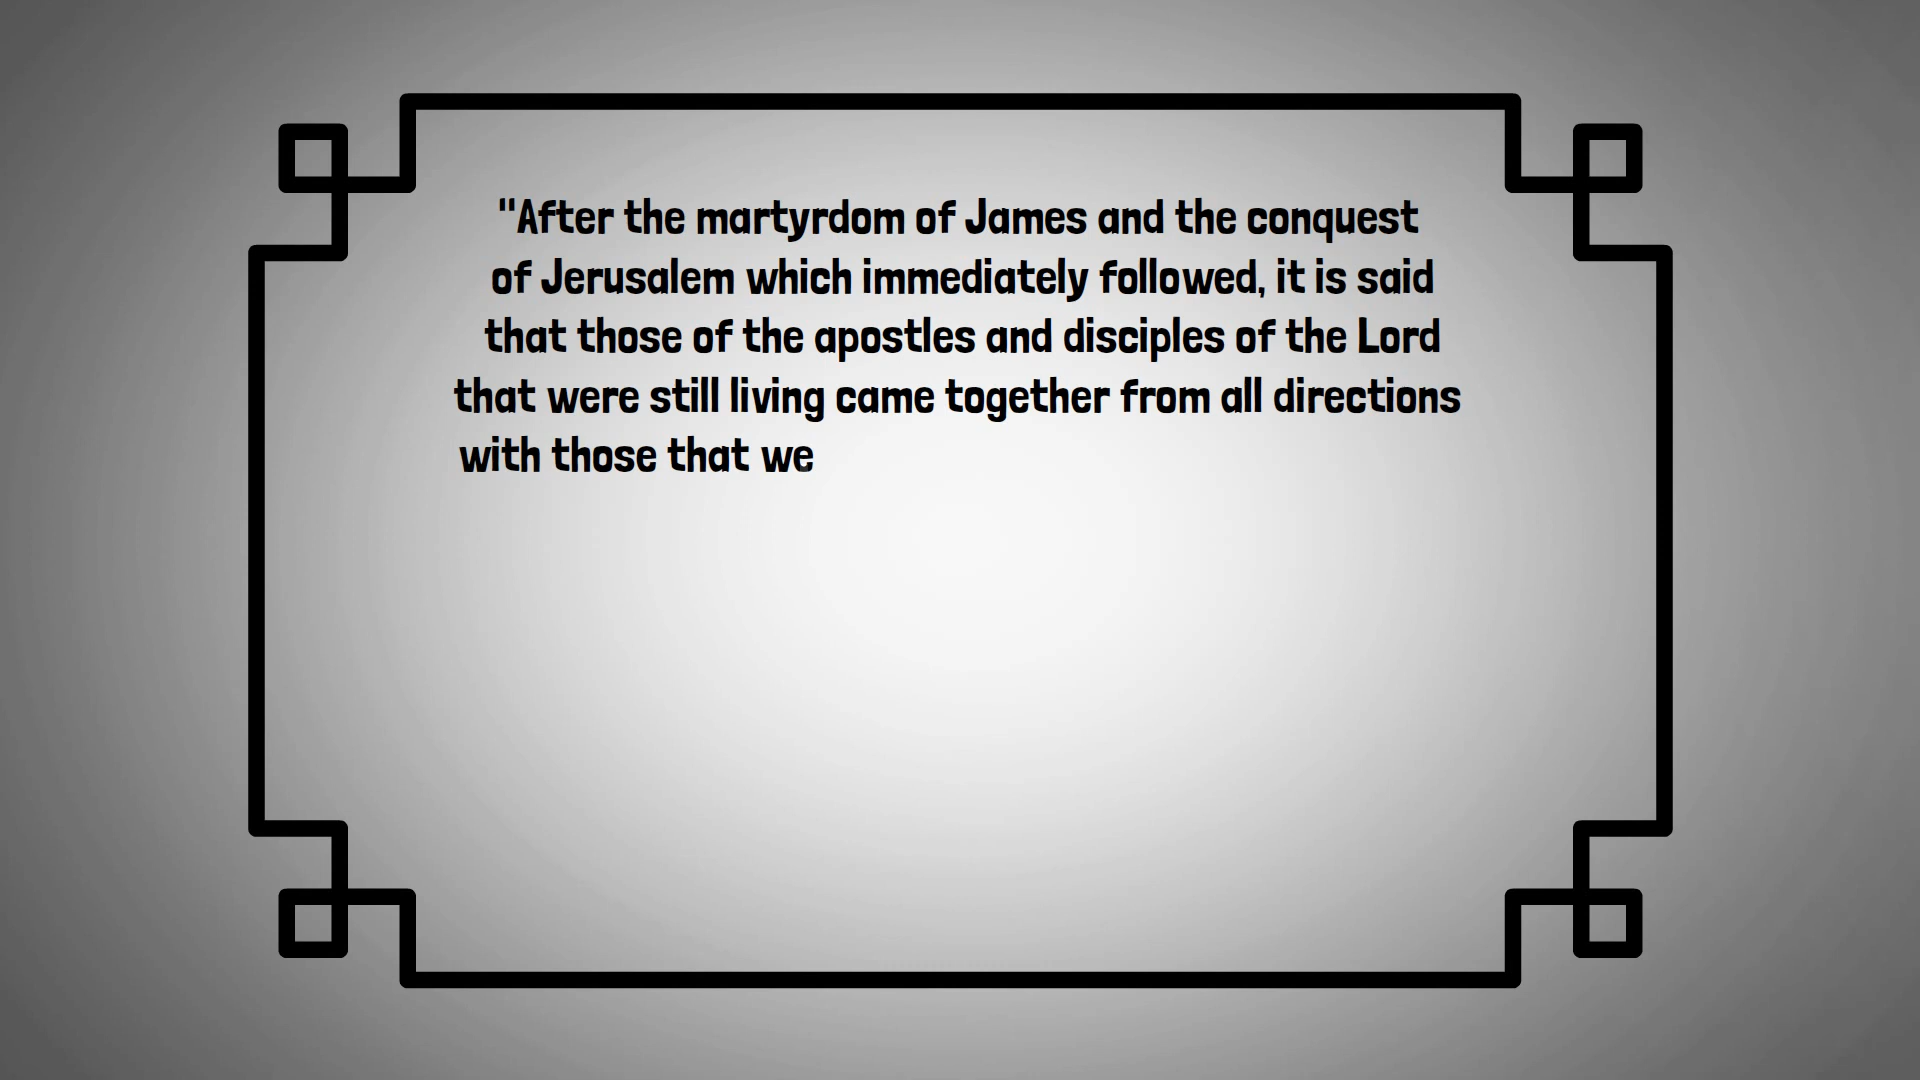 "After the martyrdom of James and the conquest
of Jerusalem which immediately followed, it is said
that those of the apostles and disciples of the Lord
that were still living came together from all directions
with those that we